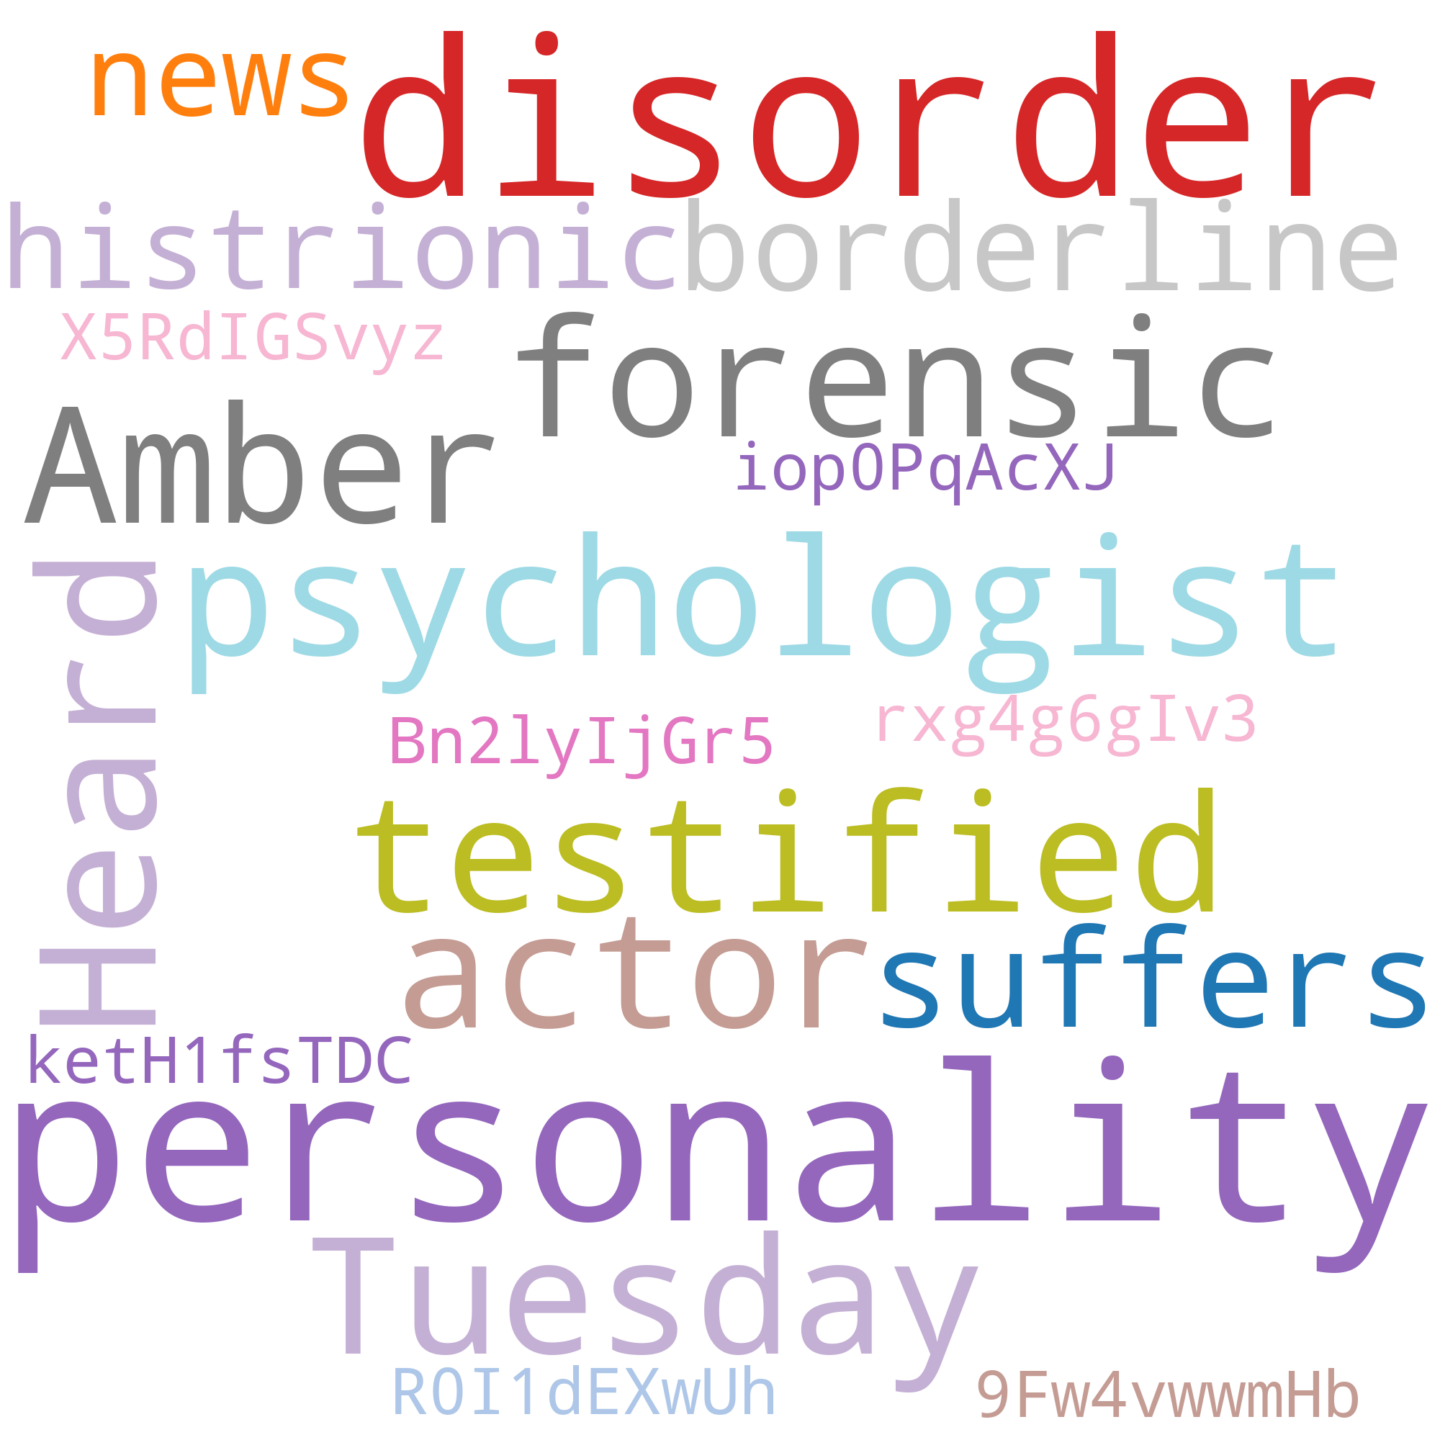 news
disorder
histrionic
borderline
X5RdIGSvyz
forensic
Amber
iopOPqAcXJ
psychologist
Heard
Bn2lyIjGr5
rxg4g6gIv3
testified
actor
suffers
ketH1fsTDC
personality
Tuesday
R0I1dEXwUh
9Fw4vwwmHb